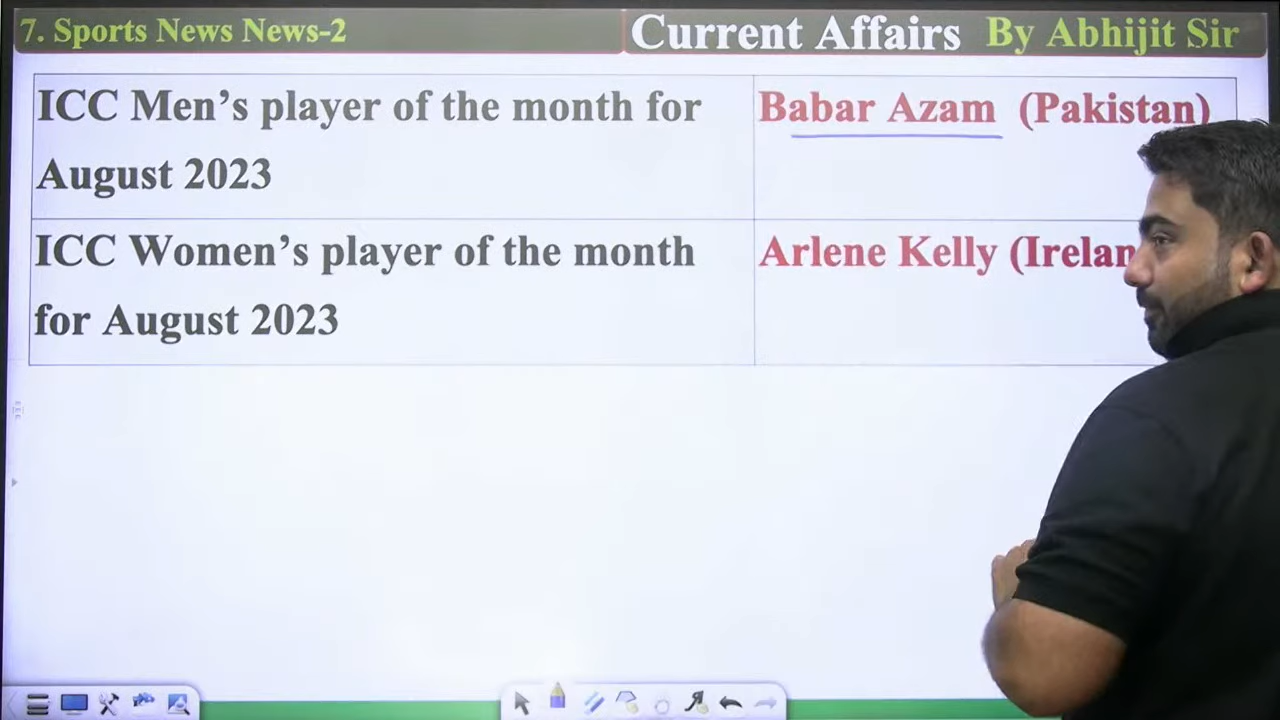 7. Sports News News-2
Current Affairs By Abhijit Sir
ICC Men's player of the month for
August 2023
Babar Azam (Pakistan)
ICC Women's player of the month
for August 2023
Arlene Kelly (Irelan